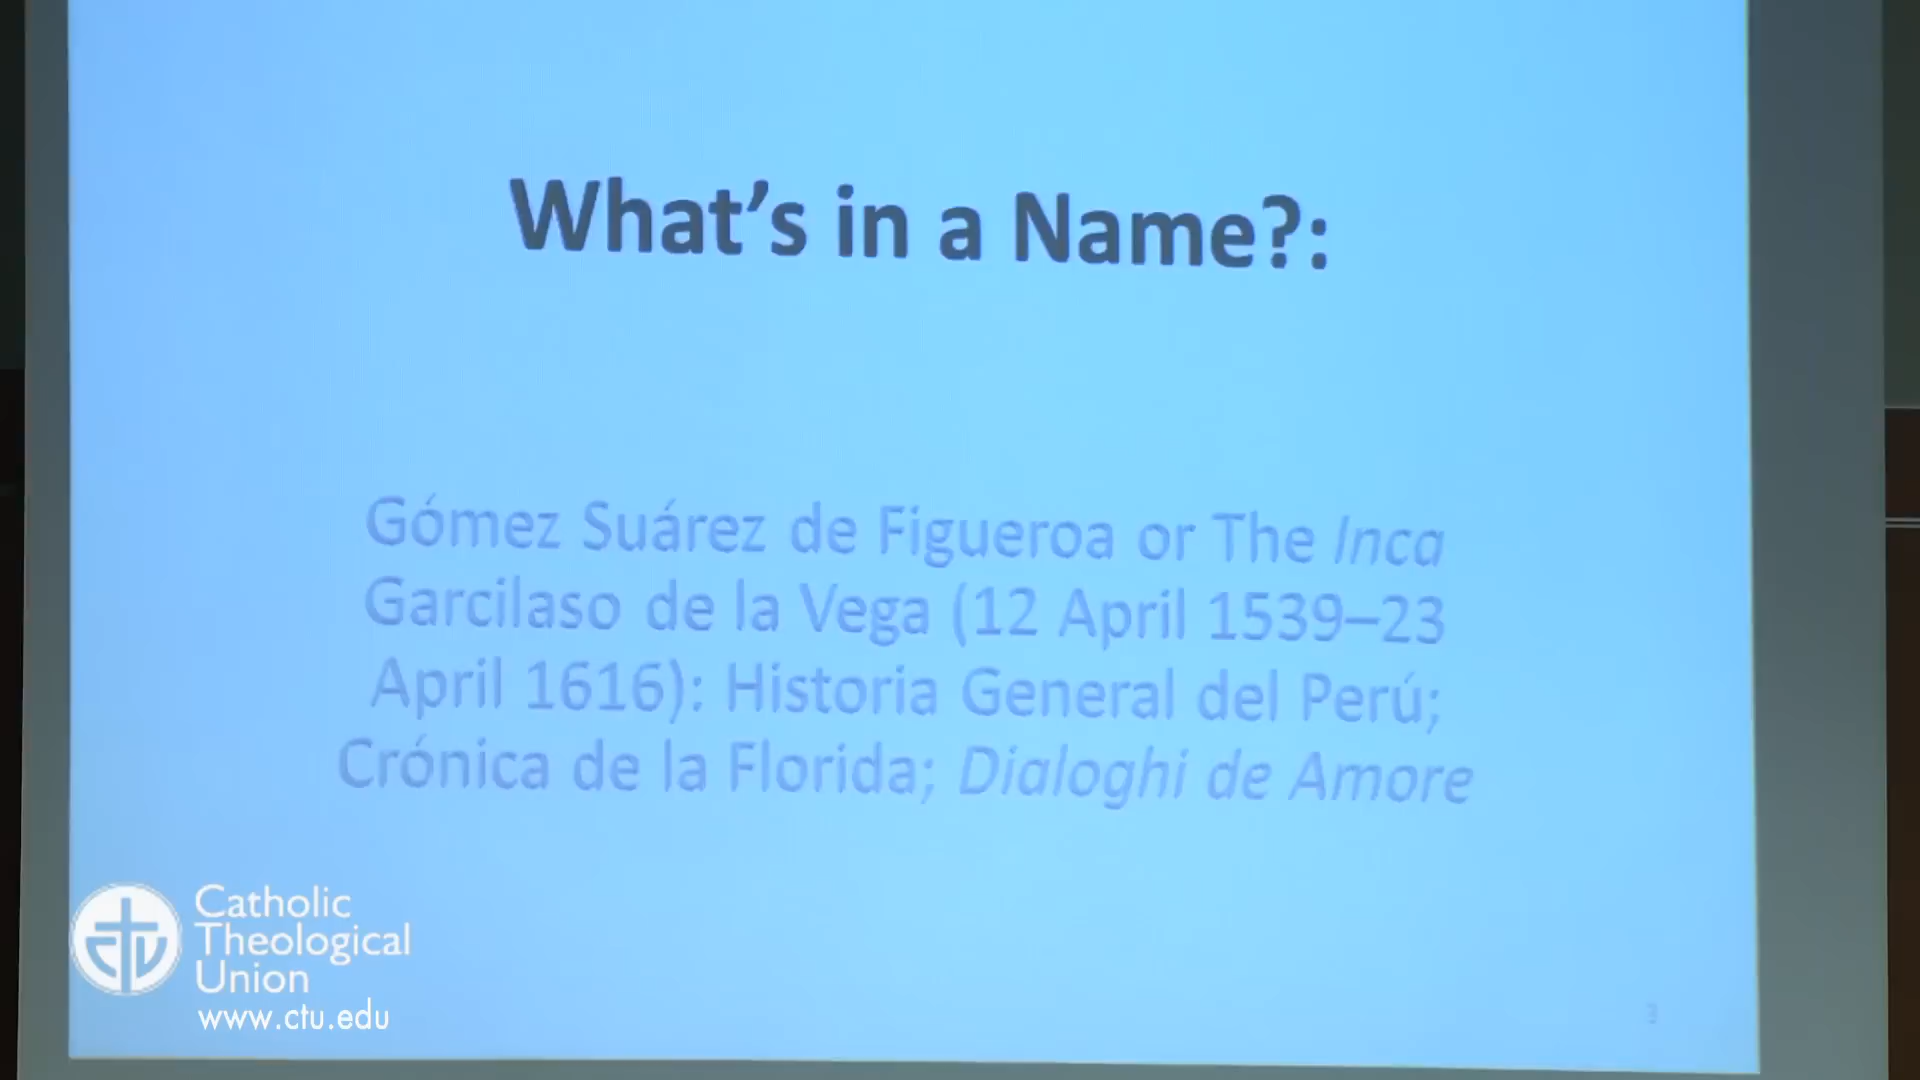 What's in a Name?:
Gómez Suárez de Figueroa or The Inca
Garcilaso de la Vega (12 April 1539–23
April 1616): Historia General del Perú;
Crónica de la Florida; Dialoghi de Amore
Catholic
Theological
Union
www.ctu.edu
3